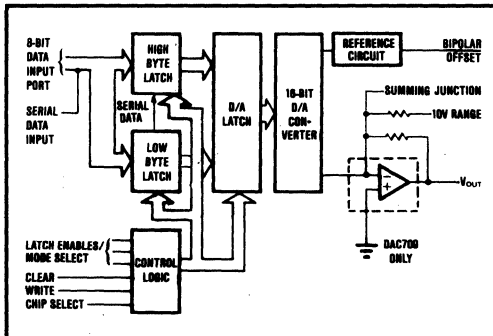 8-BIT
DATA
INPUT
PORT
SERIAL
DATA
INPUT
HIGH
BYTE
LATCH
SERIAL
DATA
LOW
BYTE
LATCH
D/A
LATCH
16-BIT
D/A
CON-
VERTER
REFERENCE
CIRCUIT
BIPOLAR
OFFSET
SUMMING JUNCTION
10V RANGE
VOUT
DAC709
ONLY
LATCH ENABLES/
MODE SELECT
CLEAR
WRITE
CHIP SELECT
CONTROL
LOGIC